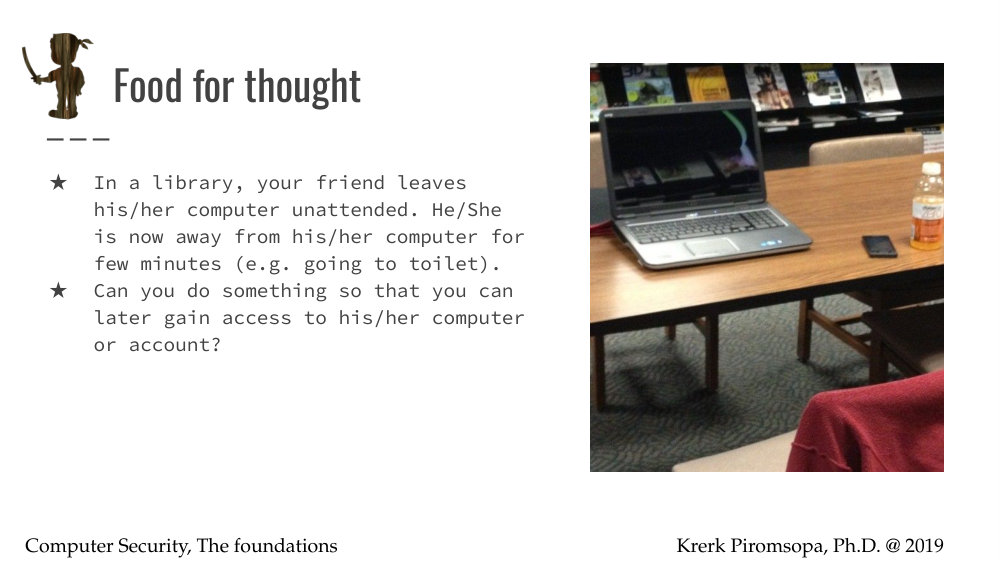 Food for thought
★ In a library, your friend leaves
his/her computer unattended. He/She
is now away from his/her computer for
few minutes (e.g. going to toilet).
★ Can you do something so that you can
later gain access to his/her computer
or account?
Computer Security, The foundations
Krerk Piromsopa, Ph.D. @ 2019